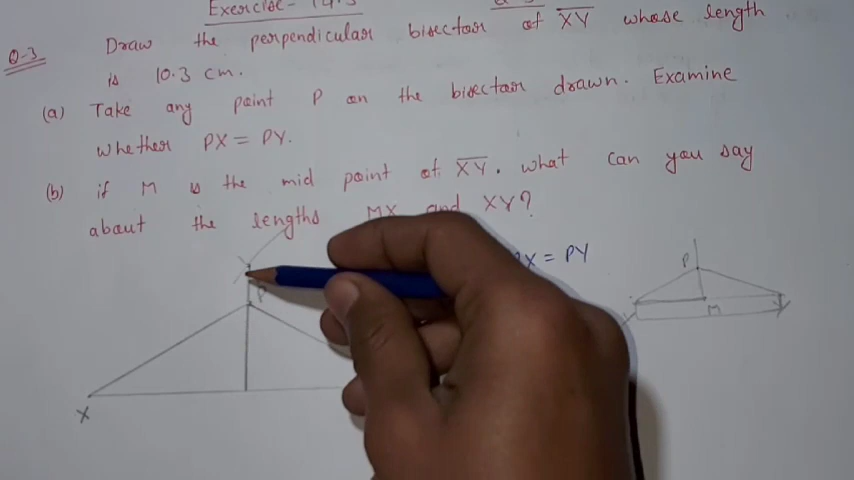 Exercise - 14.5
Q-3 Draw the perpendicular bisector of XY whose length
is 10.3 cm.
(a) Take any point P on the bisector drawn. Examine
whether PX = PY.
(b) if M is the mid point of XY. what can you say
about the lengths MX and XY?
PX = PY
P
P
M
Y
X